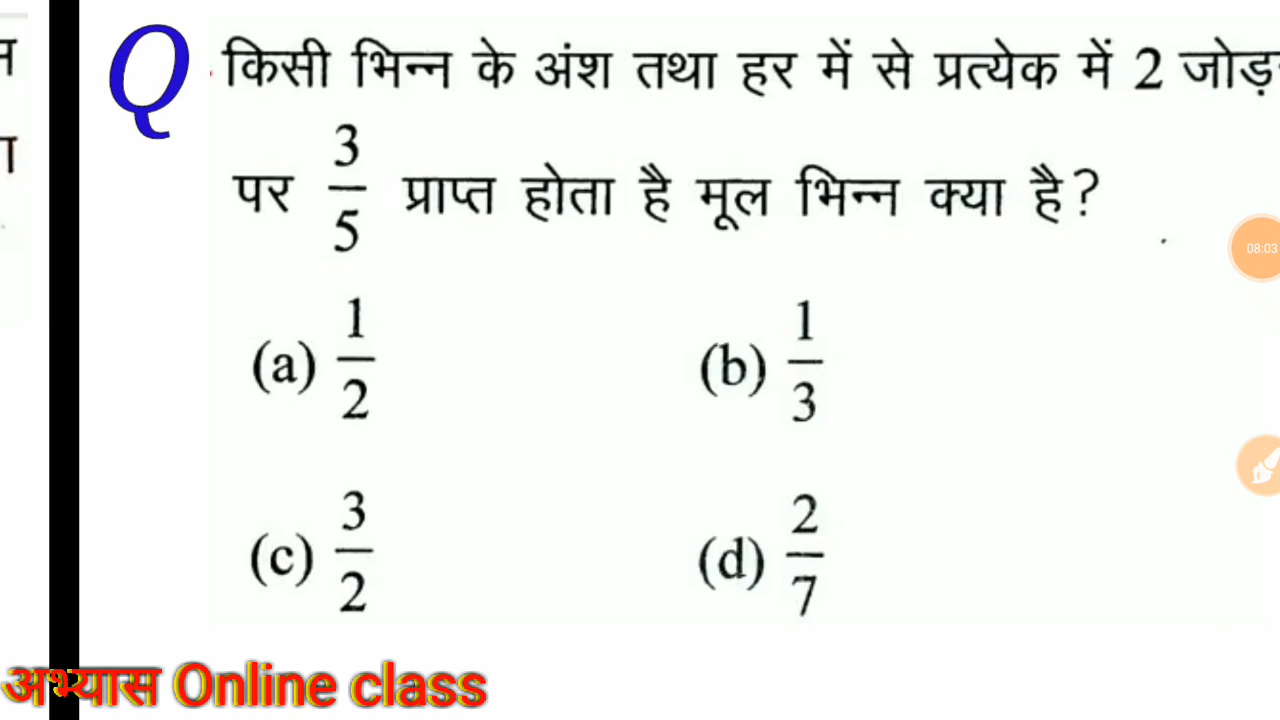 Q किसी भिन्न के अंश तथा हर में से प्रत्येक में 2
पर 3/5 प्राप्त होता है मूल भिन्न क्या है?
(a) 1/2 (b) 1/3
(c) 3/2 (d) 2/7
08:03
अभ्यास Online class